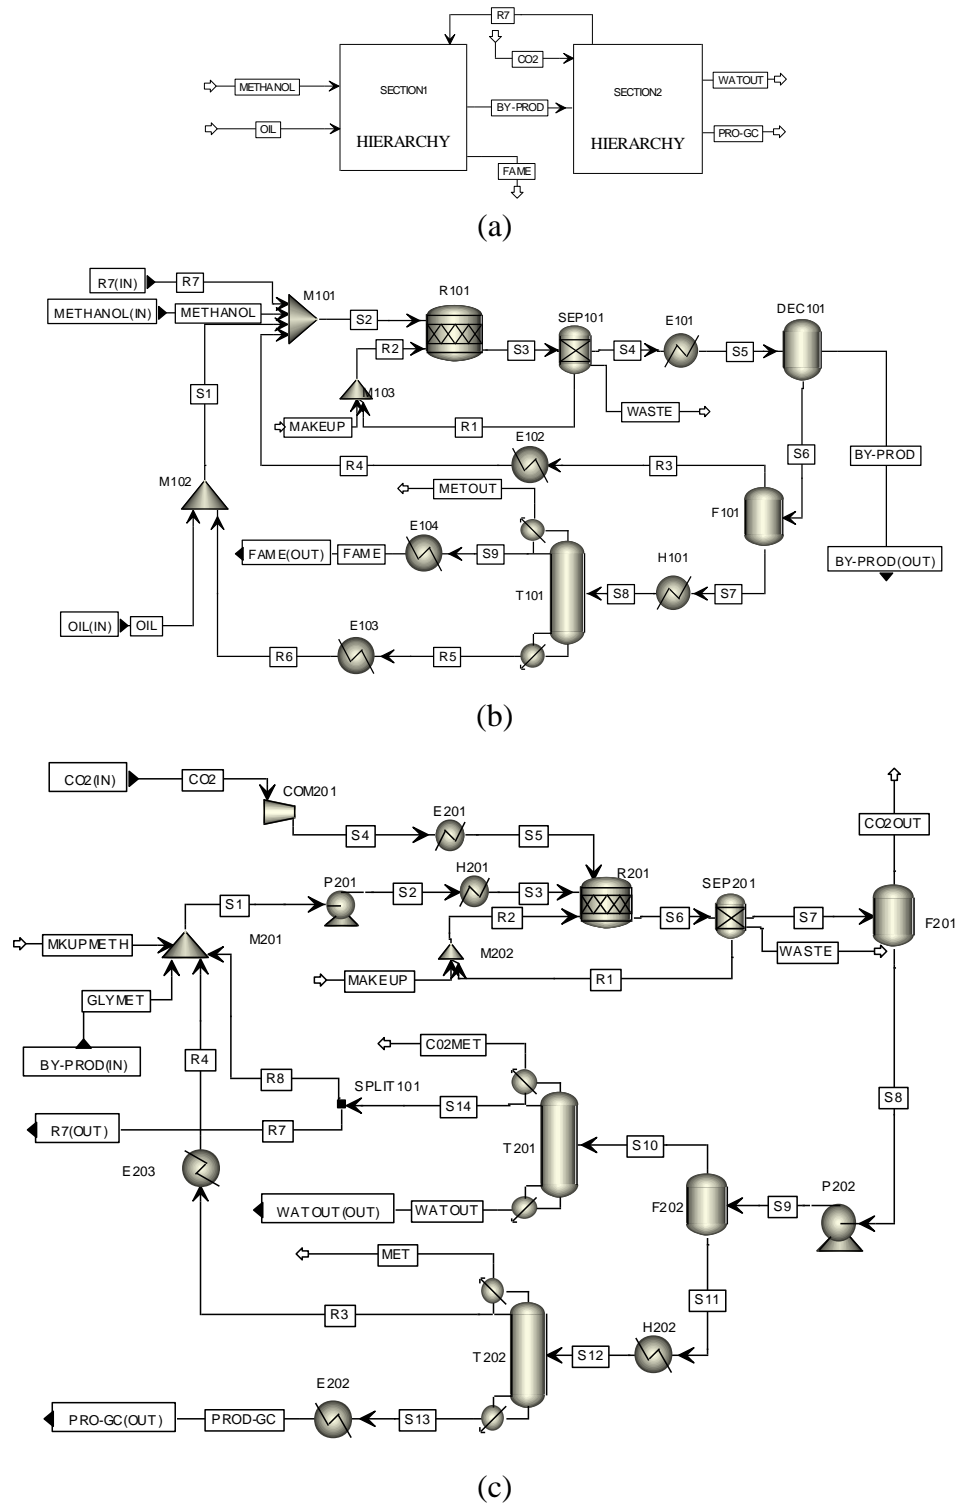 R7
CO2
METHANOL
SECTION1
SECTION2
WATOUT
BY-PROD
OIL
HIERARCHY
HIERARCHY
PRO-GC
FAME
(a)
R7(IN)
R7
M101
R101
METHANOL(IN)
METHANOL
S2
SEP101
E101
DEC101
R2
S3
S4
S5
S1
M103
MAKEUP
R1
WASTE
E102
S6
BY-PROD
R4
R3
M102
METOUT
F101
E104
FAME(OUT)
FAME
S9
H101
BY-PROD(OUT)
T101
S8
S7
OIL(IN)
OIL
E103
R6
R5
(b)
CO2(IN)
CO2
COM201
E201
CO2OUT
S4
S5
H201
P201
R201
SEP201
S1
S2
S3
R2
S6
S7
F201
MKUPMETH
M201
M202
WASTE
MAKEUP
R1
GLYMET
C02MET
BY-PROD(IN)
R4
R8
SPLIT101
S8
S14
R7(OUT)
R7
T201
S10
E203
F202
S9
P202
WATOUT(OUT)
WATOUT
MET
S11
R3
H202
T202
S12
E202
PRO-GC(OUT)
PROD-GC
S13
(c)